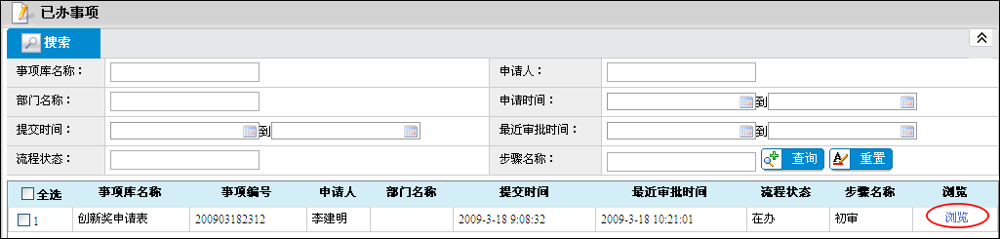 已办事项
搜索
事项库名称： 申请人：
部门名称： 申请时间： 到
提交时间： 到 最近审批时间： 到
流程状态： 步骤名称： 查询 重置
全选 事项库名称 事项编号 申请人 部门名称 提交时间 最近审批时间 流程状态 步骤名称 浏览
1 创新奖申请表 200903182312 李建明 2009-3-18 9:08:32 2009-3-18 10:21:01 在办 初审 浏览